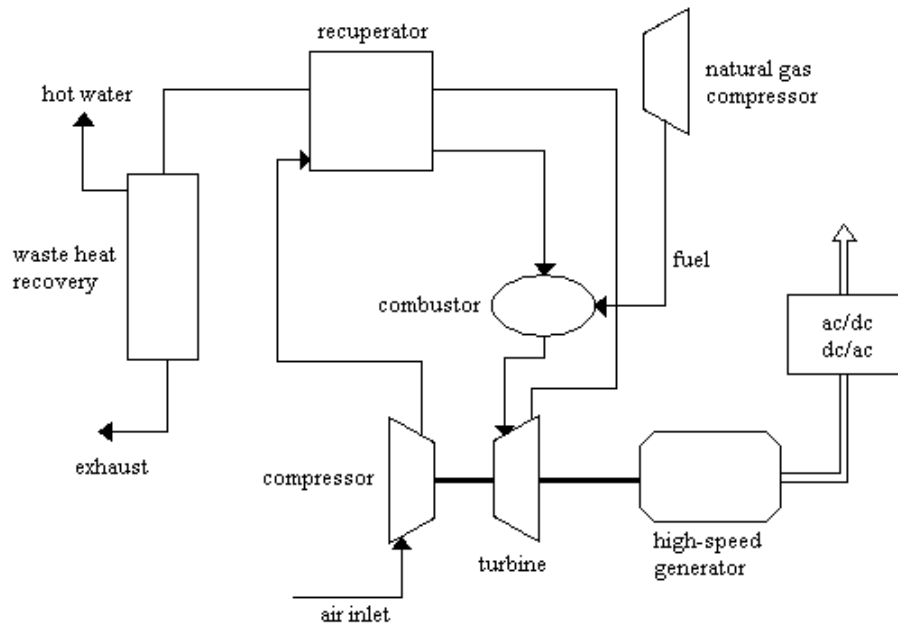 recuperator
natural gas
compressor
hot water
waste heat
recovery
fuel
combustor
ac/dc
dc/ac
exhaust
compressor
turbine
high-speed
generator
air inlet